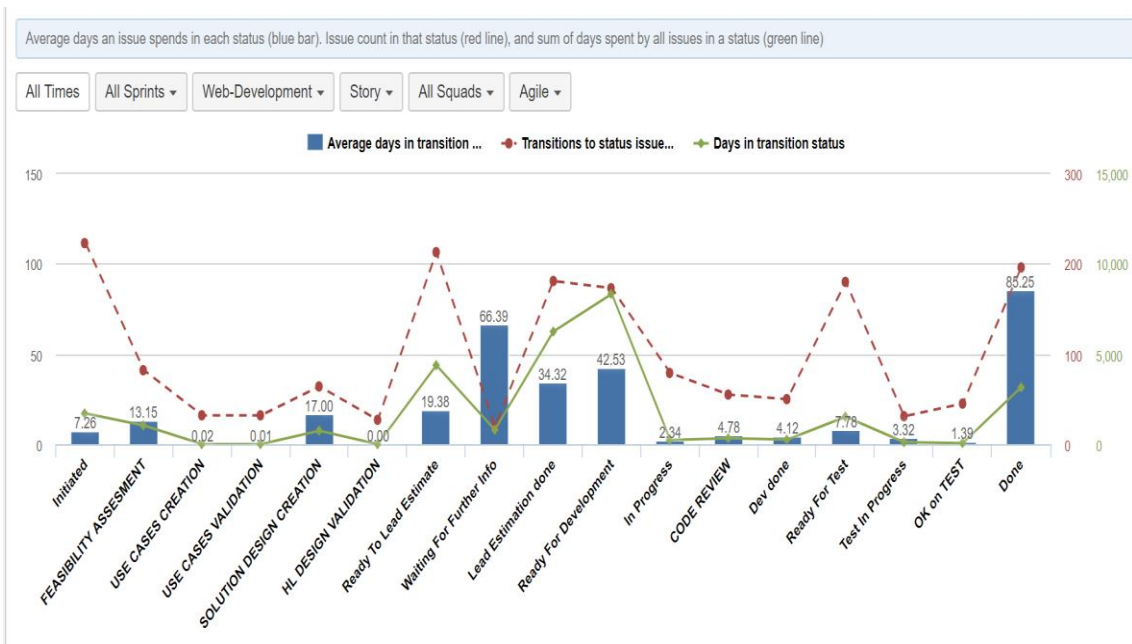 Average days an issue spends in each status (blue bar). Issue count in that status (red line), and sum of days spent by all issues in a status (green line)
All Times
All Sprints
Web-Development
Story
All Squads
Agile
Average days in transition ...
Transitions to status issue...
Days in transition status
150
300
15,000
100
200
10,000
50
100
5,000
0
0
0
7.26
13.15
0.02
0.01
17.00
0.00
19.38
66.39
34.32
42.53
2.34
4.78
4.12
7.78
3.32
1.39
85.25
Initiated
FEASIBILITY ASSESMENT
USE CASES CREATION
USE CASES VALIDATION
SOLUTION DESIGN CREATION
HL DESIGN VALIDATION
Ready To Lead Estimate
Waiting For Further Info
Lead Estimation done
Ready For Development
In Progress
CODE REVIEW
Dev done
Ready For Test
Test In Progress
OK on TEST
Done